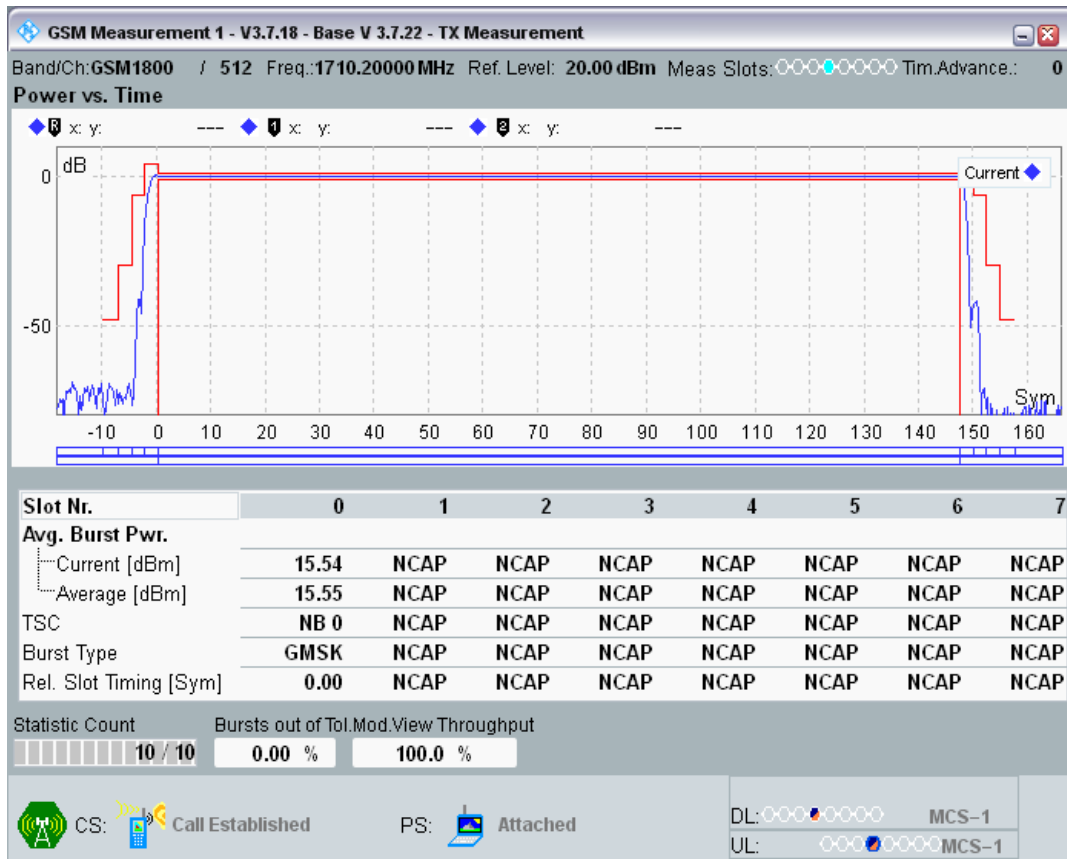 GSM Measurement 1 - V3.7.18 - Base V 3.7.22 - TX Measurement
Band/Ch:GSM1800 / 512 Freq.:1710.20000 MHz Ref. Level: 20.00 dBm Meas Slots: Tim.Advance.: 0
Power vs. Time
R x: y: --- 1 x: y: --- 2 x: y: ---
dB
Current
0
-50
Sym
-10 0 10 20 30 40 50 60 70 80 90 100 110 120 130 140 150 160
Slot Nr. 0 1 2 3 4 5 6 7
Avg. Burst Pwr.
Current [dBm] 15.54 NCAP NCAP NCAP NCAP NCAP NCAP NCAP
Average [dBm] 15.55 NCAP NCAP NCAP NCAP NCAP NCAP NCAP
TSC NB 0 NCAP NCAP NCAP NCAP NCAP NCAP NCAP
Burst Type GMSK NCAP NCAP NCAP NCAP NCAP NCAP NCAP
Rel. Slot Timing [Sym] 0.00 NCAP NCAP NCAP NCAP NCAP NCAP NCAP
Statistic Count Bursts out of Tol.Mod.View Throughput
10 / 10 0.00 % 100.0 %
CS: Call Established PS: Attached
DL: MCS-1
UL: MCS-1